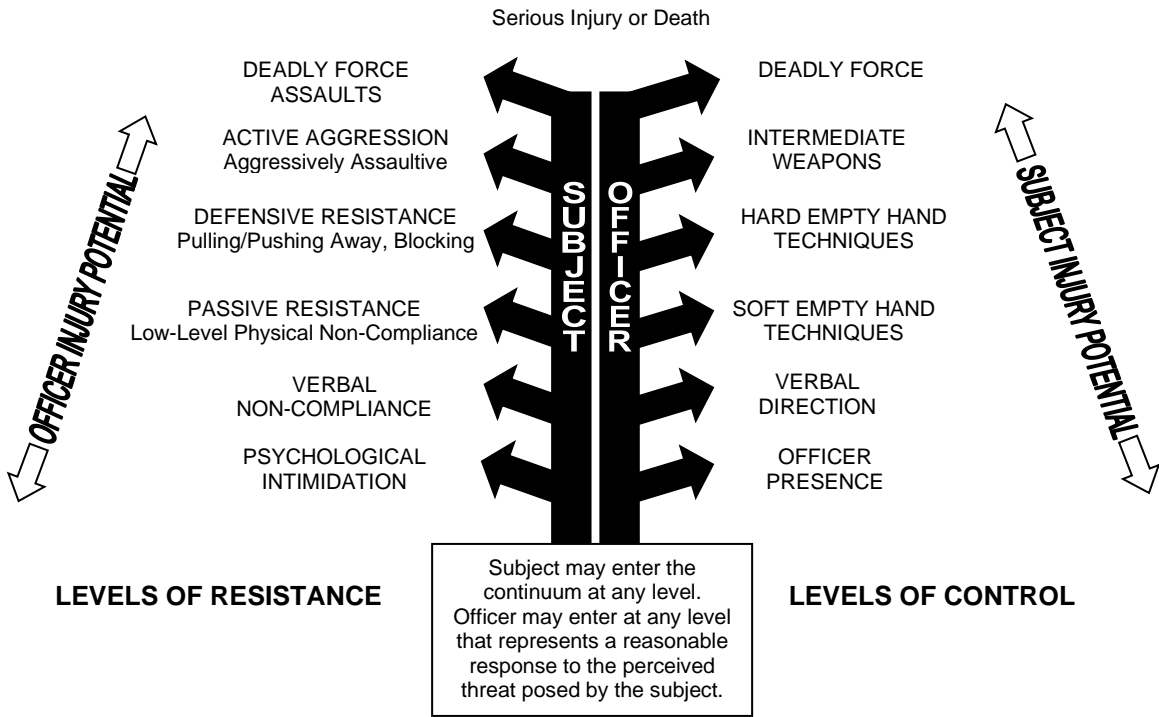 Serious Injury or Death
DEADLY FORCE
ASSAULTS
DEADLY FORCE
ACTIVE AGGRESSION
Aggressively Assaultive
INTERMEDIATE
WEAPONS
DEFENSIVE RESISTANCE
Pulling/Pushing Away, Blocking
HARD EMPTY HAND
TECHNIQUES
PASSIVE RESISTANCE
Low-Level Physical Non-Compliance
SOFT EMPTY HAND
TECHNIQUES
VERBAL
NON-COMPLIANCE
VERBAL
DIRECTION
PSYCHOLOGICAL
INTIMIDATION
OFFICER
PRESENCE
OFFICER INJURY POTENTIAL
SUBJECT
OFFICER
SUBJECT INJURY POTENTIAL
LEVELS OF RESISTANCE
Subject may enter the
continuum at any level.
Officer may enter at any level
that represents a reasonable
response to the perceived
threat posed by the subject.
LEVELS OF CONTROL